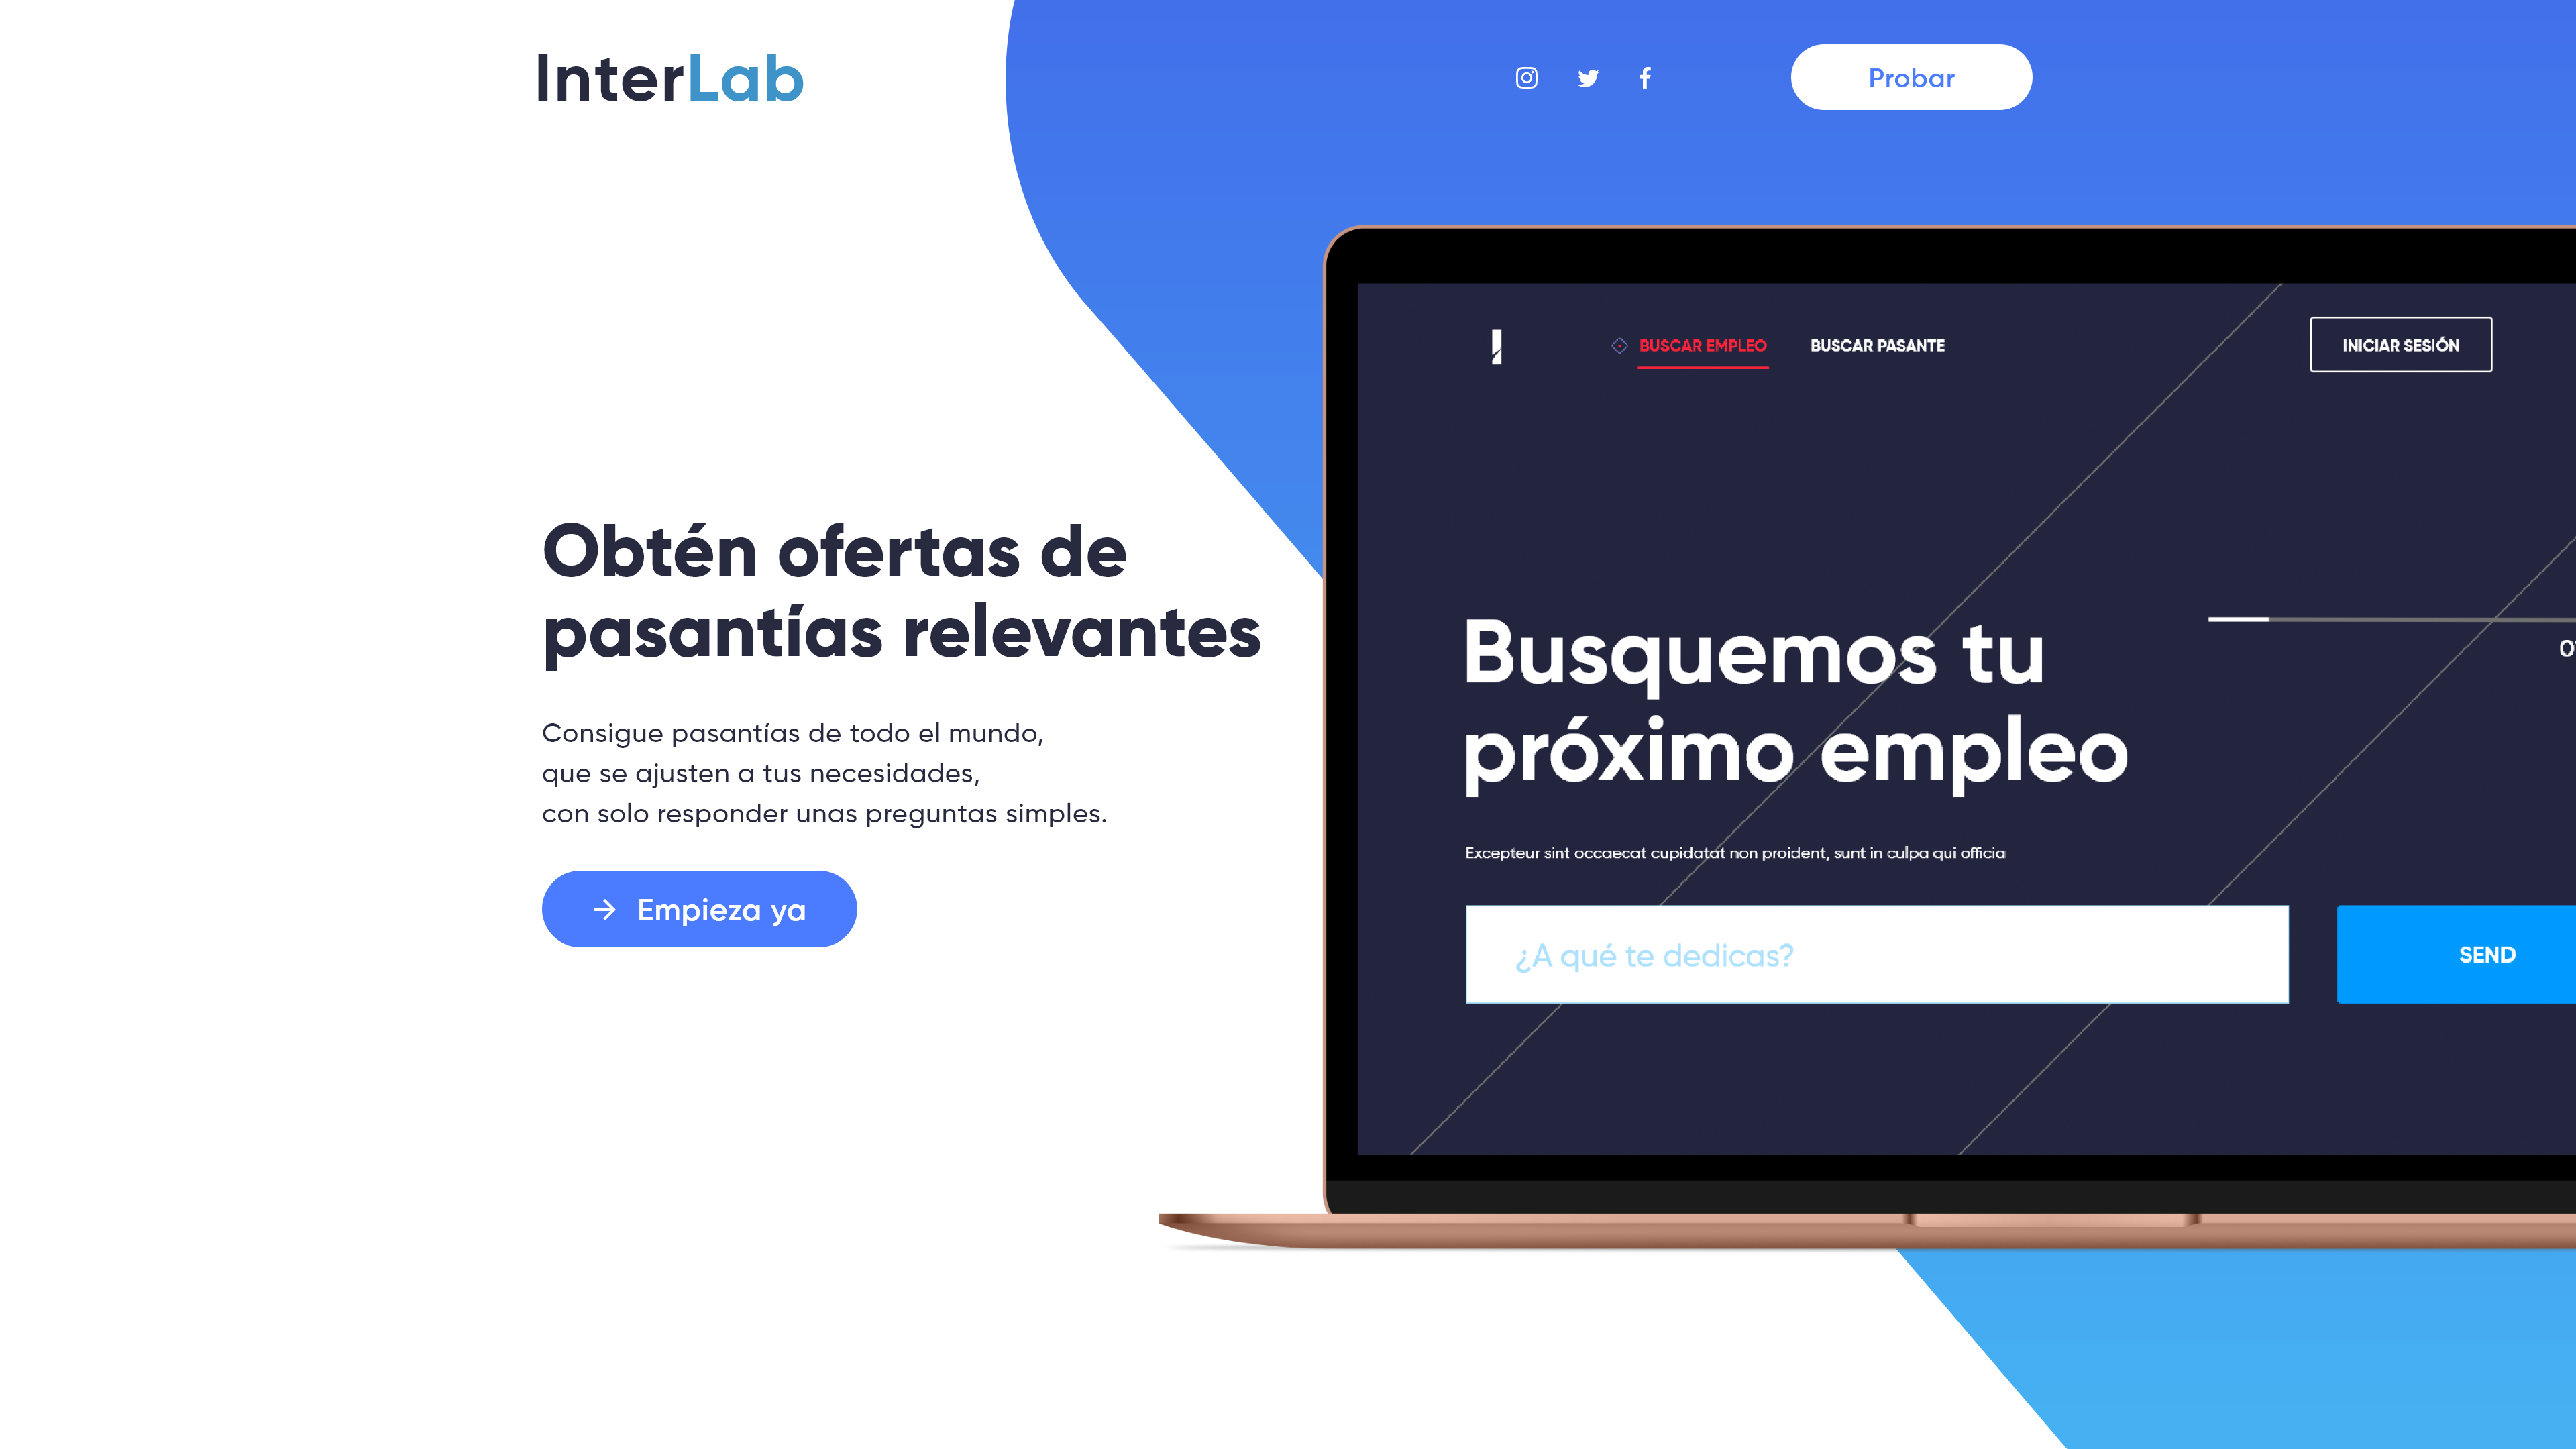 InterLab
Probar
Obtén ofertas de
pasantías relevantes
Consigue pasantías de todo el mundo,
que se ajusten a tus necesidades,
con solo responder unas preguntas simples.
Empieza ya
BUSCAR EMPLEO
BUSCAR PASANTE
INICIAR SESIÓN
Busquemos tu
próximo empleo
Excepteur sint occaecat cupidatat non proident, sunt in culpa qui officia
¿A qué te dedicas?
SEND